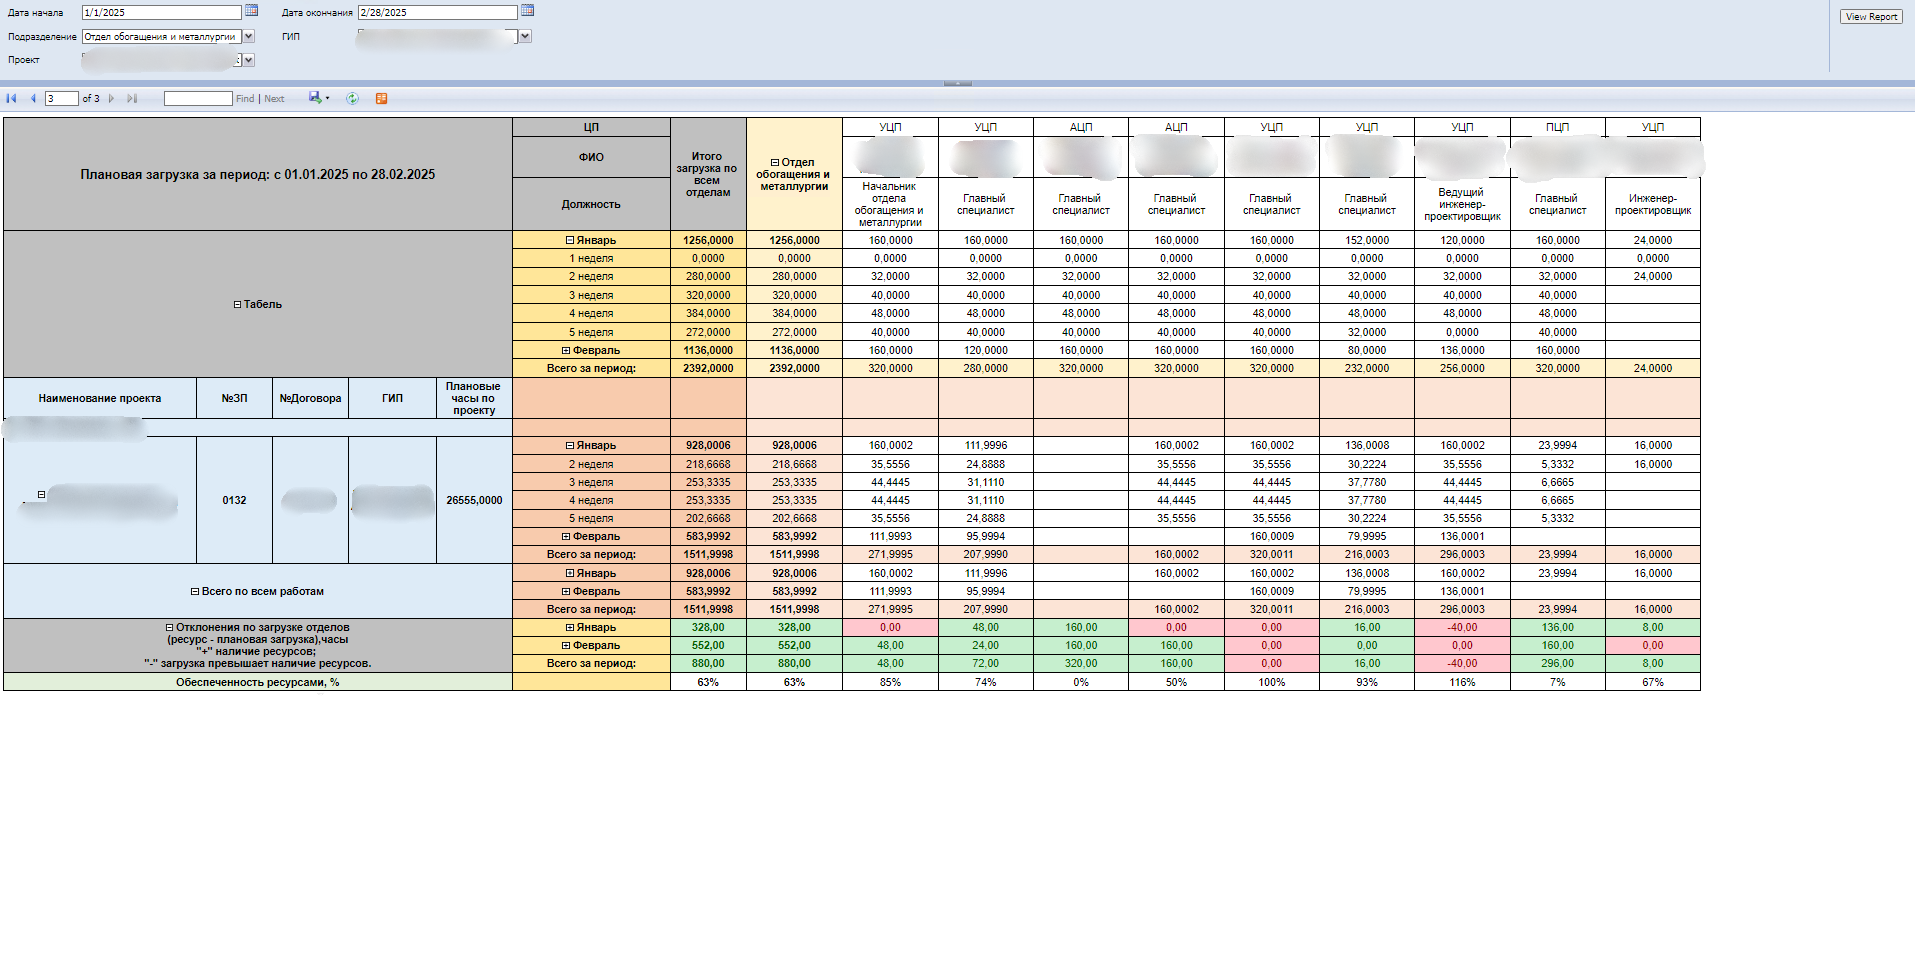 Дата начала 1/1/2025 Дата окончания 2/28/2025 View Report
Подразделение Отдел обогащения и металлургии ГИП
Проект
3 of 3 Find | Next
Плановая загрузка за период: с 01.01.2025 по 28.02.2025
ЦП Итого загрузка по всем отделам Отдел обогащения и металлургии УЦП УЦП АЦП АЦП УЦП УЦП УЦП ПЦП УЦП
ФИО
Должность Начальник отдела обогащения и металлургии Главный специалист Главный специалист Главный специалист Главный специалист Главный специалист Ведущий инженер-проектировщик Главный специалист Инженер-проектировщик
Табель
Январь 1256,0000 1256,0000 160,0000 160,0000 160,0000 160,0000 160,0000 152,0000 120,0000 160,0000 24,0000
1 неделя 0,0000 0,0000 0,0000 0,0000 0,0000 0,0000 0,0000 0,0000 0,0000 0,0000 0,0000
2 неделя 280,0000 280,0000 32,0000 32,0000 32,0000 32,0000 32,0000 32,0000 32,0000 32,0000 24,0000
3 неделя 320,0000 320,0000 40,0000 40,0000 40,0000 40,0000 40,0000 40,0000 40,0000 40,0000
4 неделя 384,0000 384,0000 48,0000 48,0000 48,0000 48,0000 48,0000 48,0000 48,0000 48,0000
5 неделя 272,0000 272,0000 40,0000 40,0000 40,0000 40,0000 40,0000 32,0000 0,0000 40,0000
Февраль 1136,0000 1136,0000 160,0000 120,0000 160,0000 160,0000 160,0000 80,0000 136,0000 160,0000
Всего за период: 2392,0000 2392,0000 320,0000 280,0000 320,0000 320,0000 320,0000 232,0000 256,0000 320,0000 24,0000
Наименование проекта №ЗП №Договора ГИП Плановые часы по проекту
0132 26555,0000
Январь 928,0006 928,0006 160,0002 111,9996 160,0002 160,0002 136,0008 160,0002 23,9994 16,0000
2 неделя 218,6668 218,6668 35,5556 24,8888 35,5556 35,5556 30,2224 35,5556 5,3332 16,0000
3 неделя 253,3335 253,3335 44,4445 31,1110 44,4445 44,4445 37,7780 44,4445 6,6665
4 неделя 253,3335 253,3335 44,4445 31,1110 44,4445 44,4445 37,7780 44,4445 6,6665
5 неделя 202,6668 202,6668 35,5556 24,8888 35,5556 35,5556 30,2224 35,5556 5,3332
Февраль 583,9992 583,9992 111,9993 95,9994 160,0009 79,9995 136,0001
Всего за период: 1511,9998 1511,9998 271,9995 207,9990 160,0002 320,0011 216,0003 296,0003 23,9994 16,0000
Всего по всем работам
Январь 928,0006 928,0006 160,0002 111,9996 160,0002 160,0002 136,0008 160,0002 23,9994 16,0000
Февраль 583,9992 583,9992 111,9993 95,9994 160,0009 79,9995 136,0001
Всего за период: 1511,9998 1511,9998 271,9995 207,9990 160,0002 320,0011 216,0003 296,0003 23,9994 16,0000
Отклонения по загрузке отделов
(ресурс - плановая загрузка),часы
"+" наличие ресурсов;
"-" загрузка превышает наличие ресурсов.
Январь 328,00 328,00 0,00 48,00 160,00 0,00 0,00 16,00 -40,00 136,00 8,00
Февраль 552,00 552,00 48,00 24,00 160,00 160,00 0,00 0,00 0,00 160,00 0,00
Всего за период: 880,00 880,00 48,00 72,00 320,00 160,00 0,00 16,00 -40,00 296,00 8,00
Обеспеченность ресурсами, % 63% 63% 85% 74% 0% 50% 100% 93% 116% 7% 67%